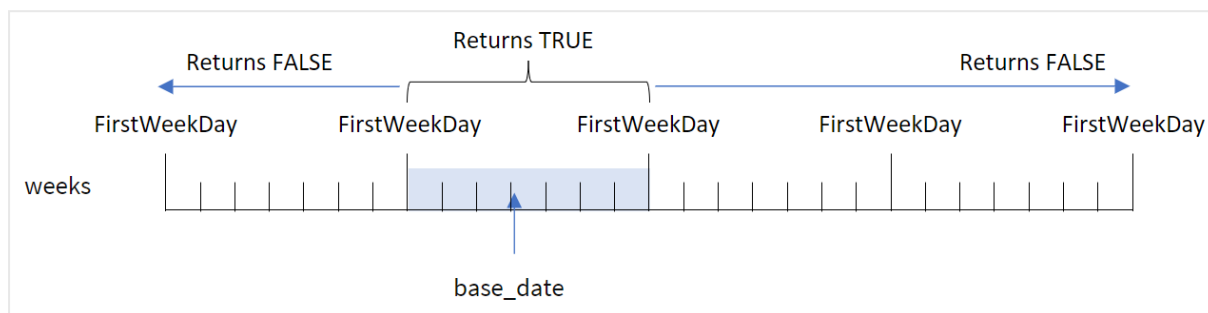 Returns TRUE
Returns FALSE
Returns FALSE
FirstWeekDay FirstWeekDay FirstWeekDay FirstWeekDay FirstWeekDay
weeks
base_date